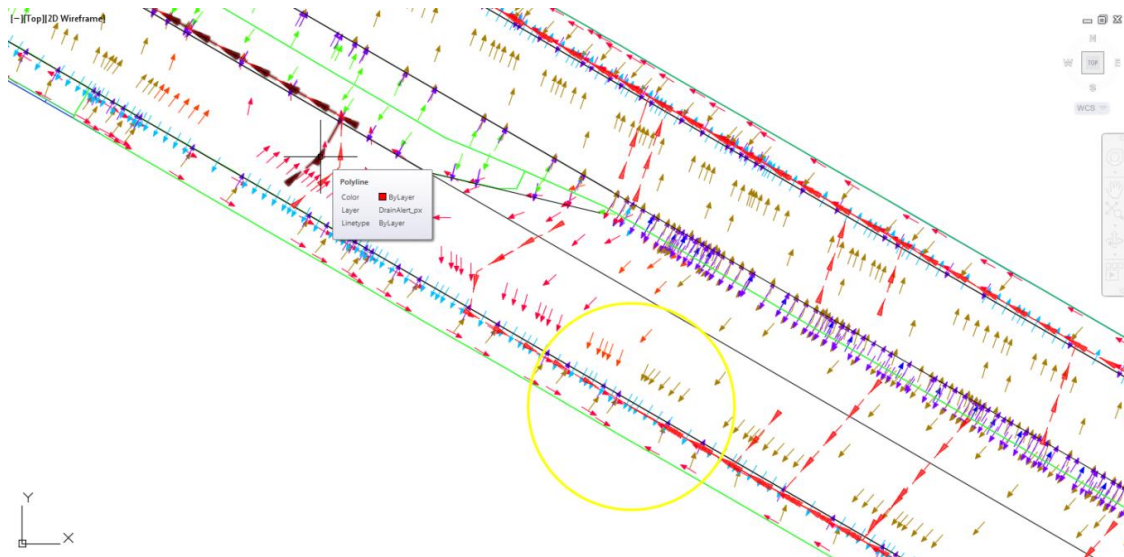 [−][Top][2D Wireframe]
N
W
TOP
E
S
WCS
Polyline
Color ByLayer
Layer DrainAlert_px
Linetype ByLayer
Y
X